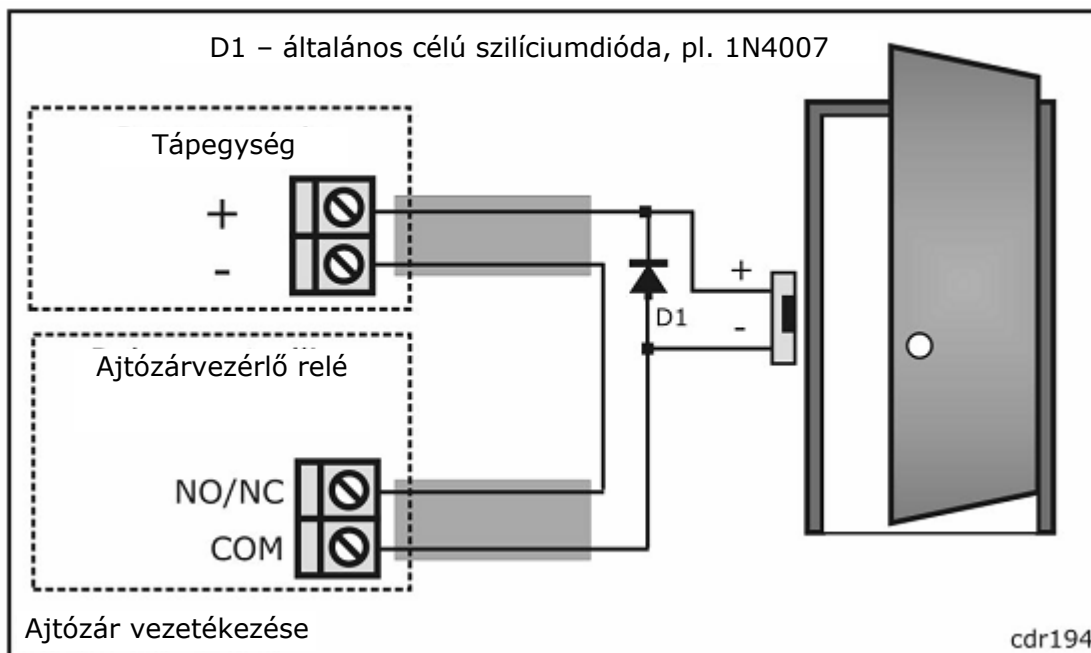 D1 – általános célú szilíciumdióda, pl. 1N4007
Tápegység
+
-
+
-
D1
Ajtózárvezérlő relé
NO/NC
COM
Ajtózár vezetékezése
cdr194